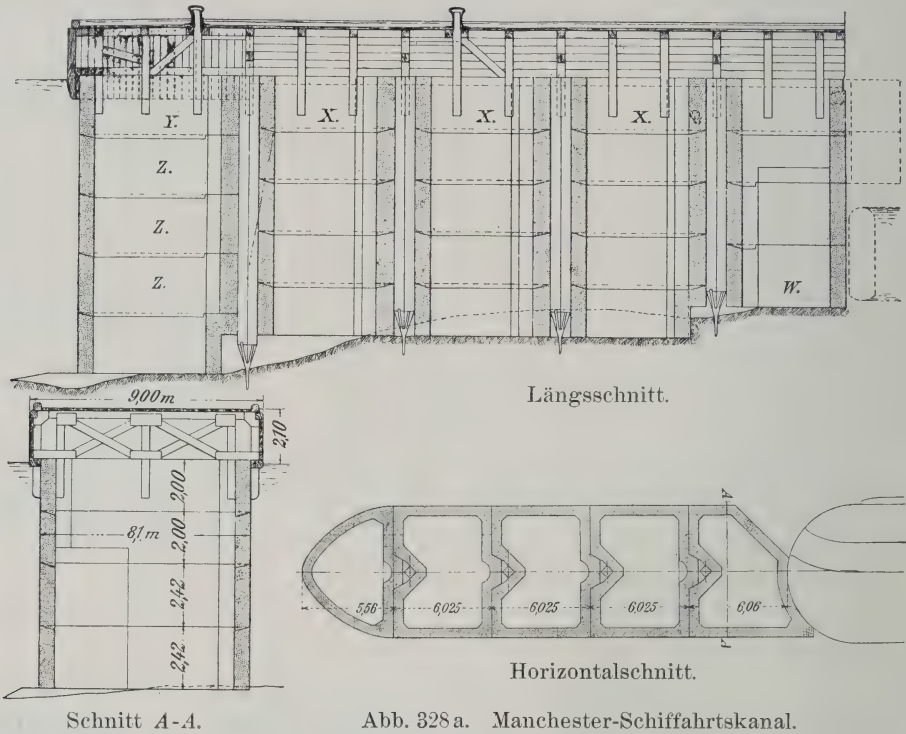 Y.
X.
X.
X.
Z.
Z.
Z.
W.
Längsschnitt.
9,00 m
2,10
2,00
2,00
8,1 m
2,42
2,42
Schnitt A-A.
A
5,56
6,025
6,025
6,025
6,06
Horizontalschnitt.
Abb. 328 a. Manchester-Schiffahrtskanal.